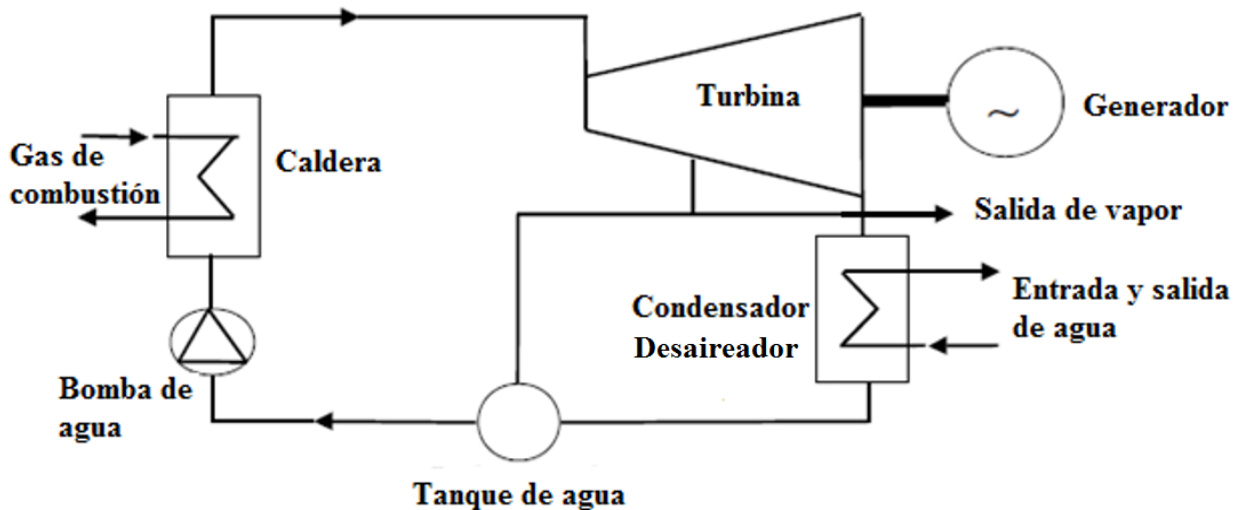 Turbina
Generador
Gas de
combustión
Caldera
Salida de vapor
Condensador
Desaireador
Entrada y salida
de agua
Bomba de
agua
Tanque de agua
~